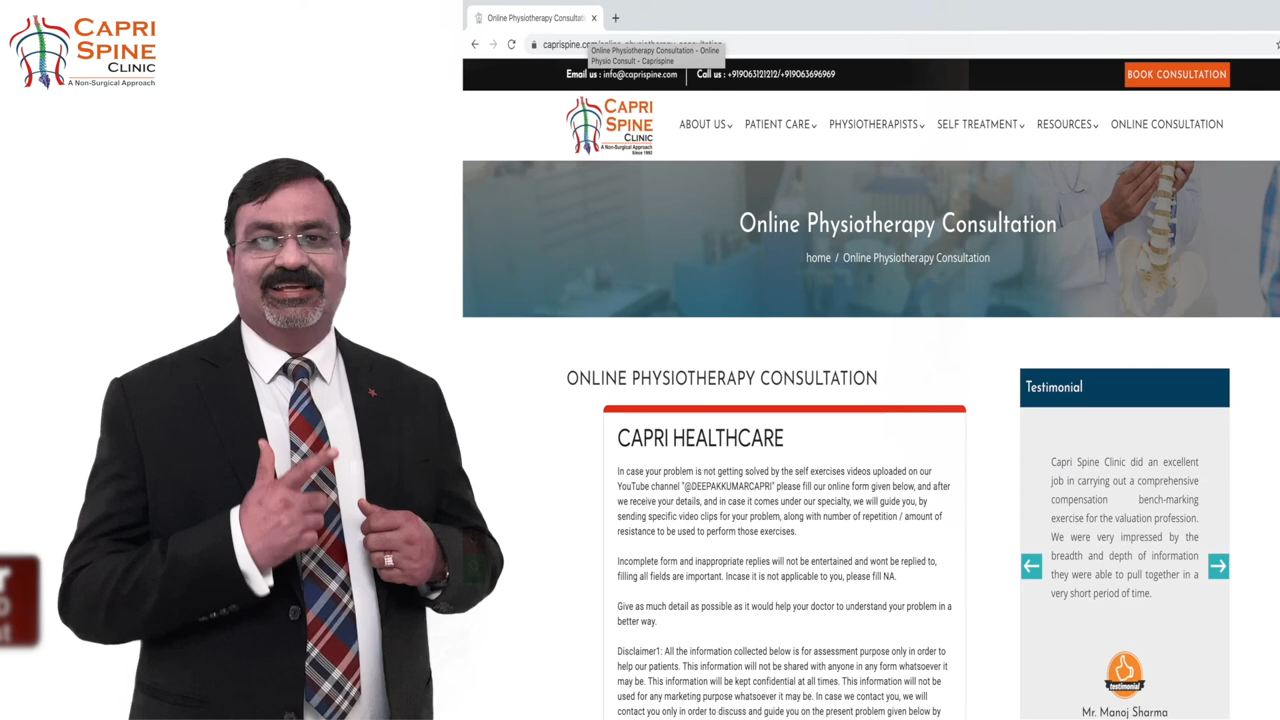 CAPRI
SPINE
CLINIC
A Non-Surgical Approach
Online Physiotherapy Consultati
Online Physiotherapy Consultation - Online
Physio Consult - Caprispine
Email us : info@caprispine.com
Call us : +919063121212/+919063696969
BOOK CONSULTATION
CAPRI
SPINE
CLINIC
A Non-Surgical Approach
Since 1992
ABOUT US
PATIENT CARE
PHYSIOTHERAPISTS
SELF TREATMENT
RESOURCES
ONLINE CONSULTATION
Online Physiotherapy Consultation
home / Online Physiotherapy Consultation
ONLINE PHYSIOTHERAPY CONSULTATION
CAPRI HEALTHCARE
In case your problem is not getting solved by the self exercises videos uploaded on our
YouTube channel "@DEEPAKKUMARCAPRI" please fill our online form given below, and after
we receive your details, and in case it comes under our specialty, we will guide you, by
sending specific video clips for your problem, along with number of repetition / amount of
resistance to be used to perform those exercises.
Incomplete form and inappropriate replies will not be entertained and wont be replied to,
filling all fields are important. Incase it is not applicable to you, please fill NA.
Give as much detail as possible as it would help your doctor to understand your problem in a
better way.
Disclaimer1: All the information collected below is for assessment purpose only in order to
help our patients. This information will not be shared with anyone in any form whatsoever it
may be. This information will be kept confidential at all times. This information will not be
used for any marketing purpose whatsoever it may be. In case we contact you, we will
contact you only in order to discuss and guide you on the present problem given below by
Testimonial
Capri Spine Clinic did an excellent
job in carrying out a comprehensive
compensation bench-marking
exercise for the valuation profession.
We were very impressed by the
breadth and depth of information
they were able to pull together in a
very short period of time.
testimonial
Mr. Manoj Sharma